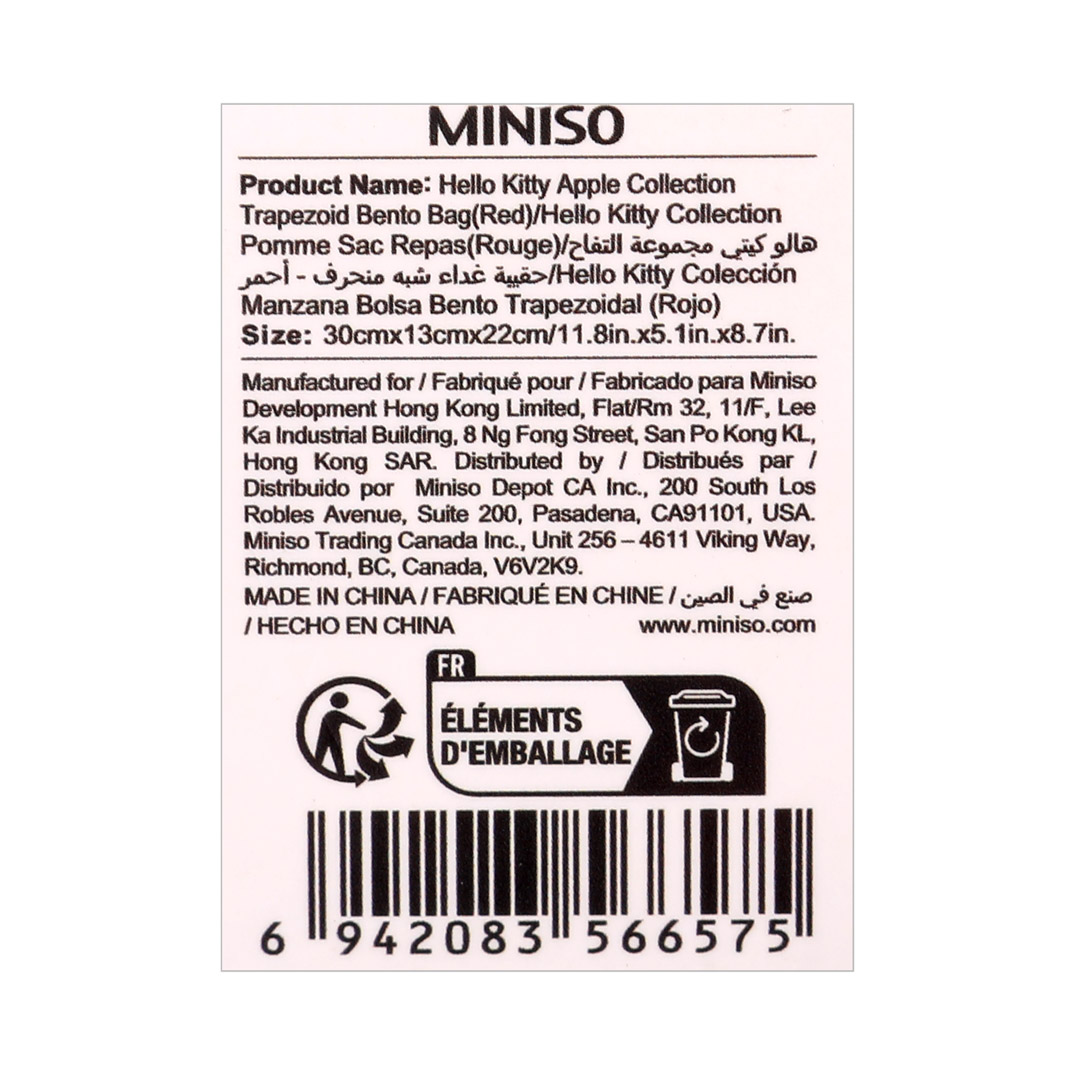 MINISO
Product Name: Hello Kitty Apple Collection
Trapezoid Bento Bag(Red)/Hello Kitty Collection
Pomme Sac Repas(Rouge)/هالو كيتي مجموعة التفاح
حقيبة غداء شبه منحرف - أحمر/Hello Kitty Colección
Manzana Bolsa Bento Trapezoidal (Rojo)
Size: 30cmx13cmx22cm/11.8in.x5.1in.x8.7in.
Manufactured for / Fabriqué pour / Fabricado para Miniso
Development Hong Kong Limited, Flat/Rm 32, 11/F, Lee
Ka Industrial Building, 8 Ng Fong Street, San Po Kong KL,
Hong Kong SAR. Distributed by / Distribués par /
Distribuido por Miniso Depot CA Inc., 200 South Los
Robles Avenue, Suite 200, Pasadena, CA91101, USA.
Miniso Trading Canada Inc., Unit 256 – 4611 Viking Way,
Richmond, BC, Canada, V6V2K9.
MADE IN CHINA / FABRIQUÉ EN CHINE / صنع في الصين
/ HECHO EN CHINA www.miniso.com
FR
ÉLÉMENTS
D'EMBALLAGE
6 942083 566575